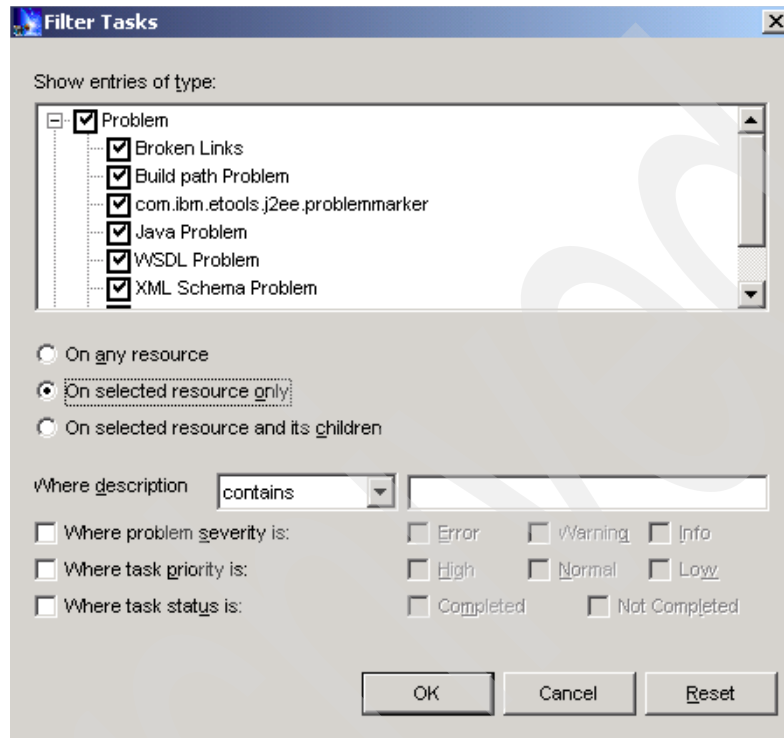 Filter Tasks
Show entries of type:
Problem
Broken Links
Build path Problem
com.ibm.etools.j2ee.problemmarker
Java Problem
WSDL Problem
XML Schema Problem
On any resource
On selected resource only
On selected resource and its children
Where description contains
Where problem severity is: Error Warning Info
Where task priority is: High Normal Low
Where task status is: Completed Not Completed
OK Cancel Reset